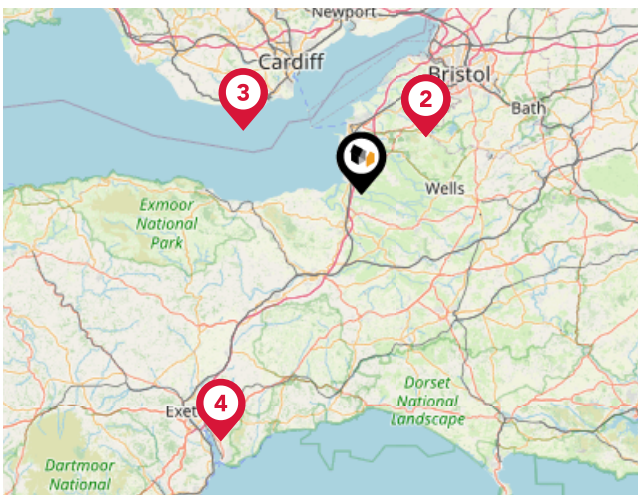 Newport
Cardiff
3
Bristol
2
Bath
Wells
Exmoor
National
Park
4
Exet
Dorset
National
Landscape
Dartmoor
National